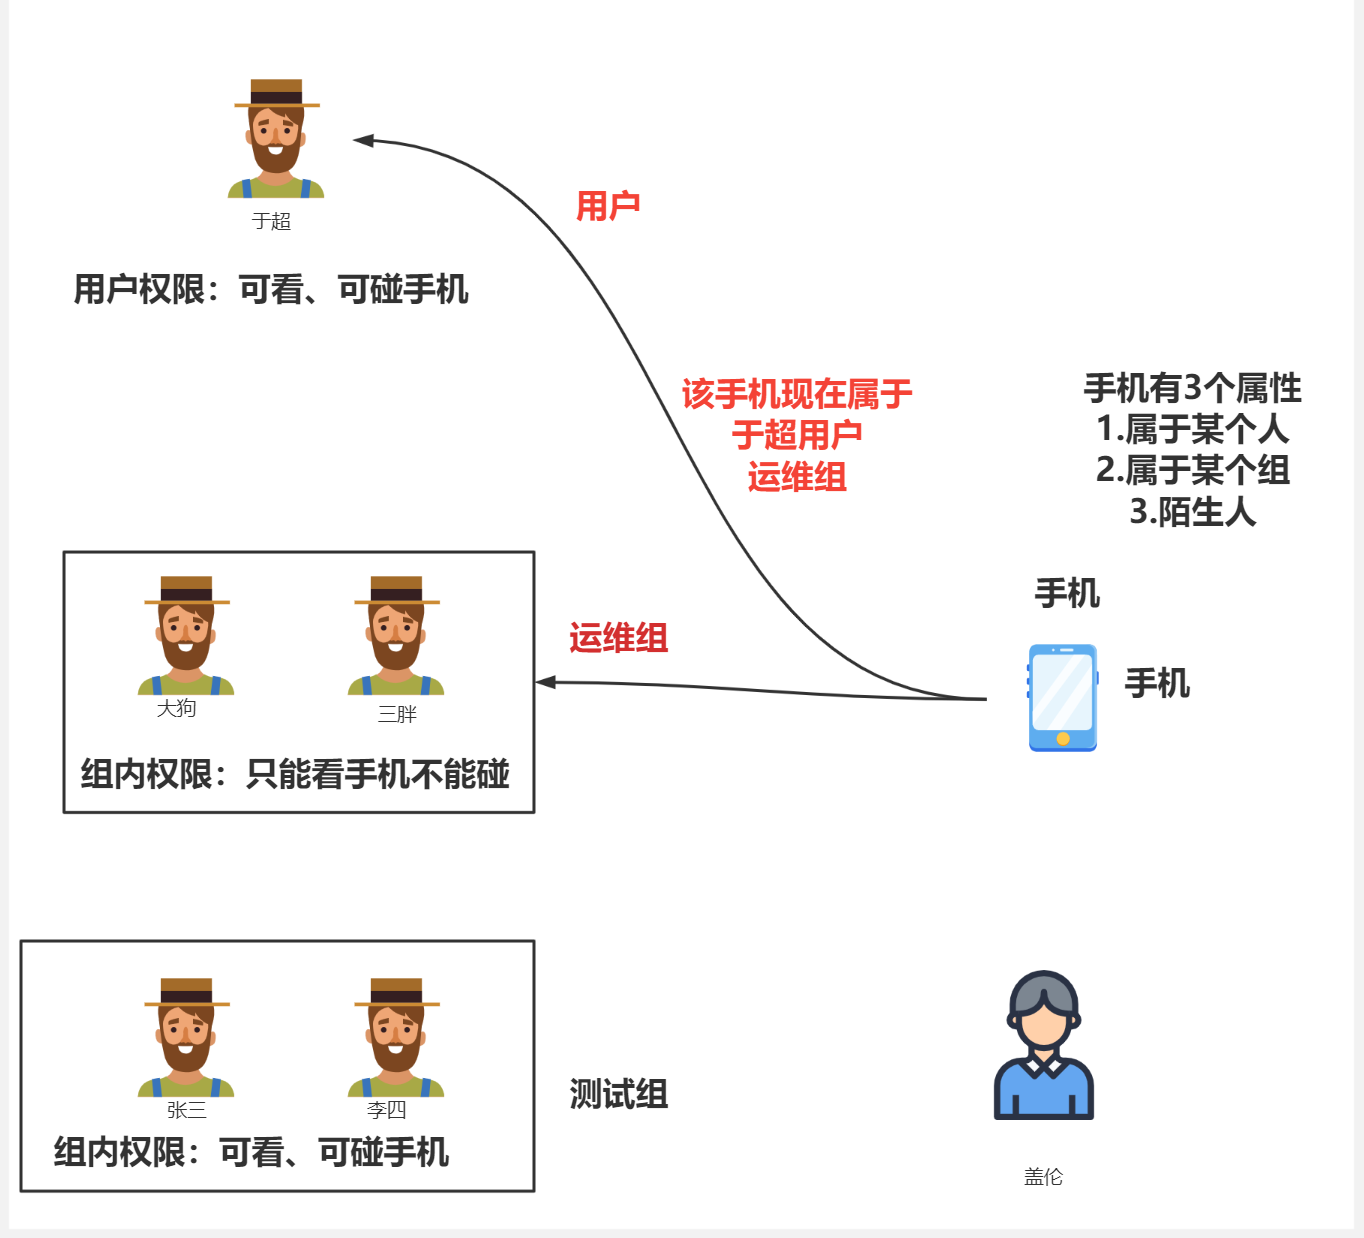 于超
用户
用户权限：可看、可碰手机
该手机现在属于
于超用户
运维组
手机有3个属性
1.属于某个人
2.属于某个组
3.陌生人
手机
手机
运维组
大狗
三胖
组内权限：只能看手机不能碰
张三
李四
组内权限：可看、可碰手机
测试组
盖伦